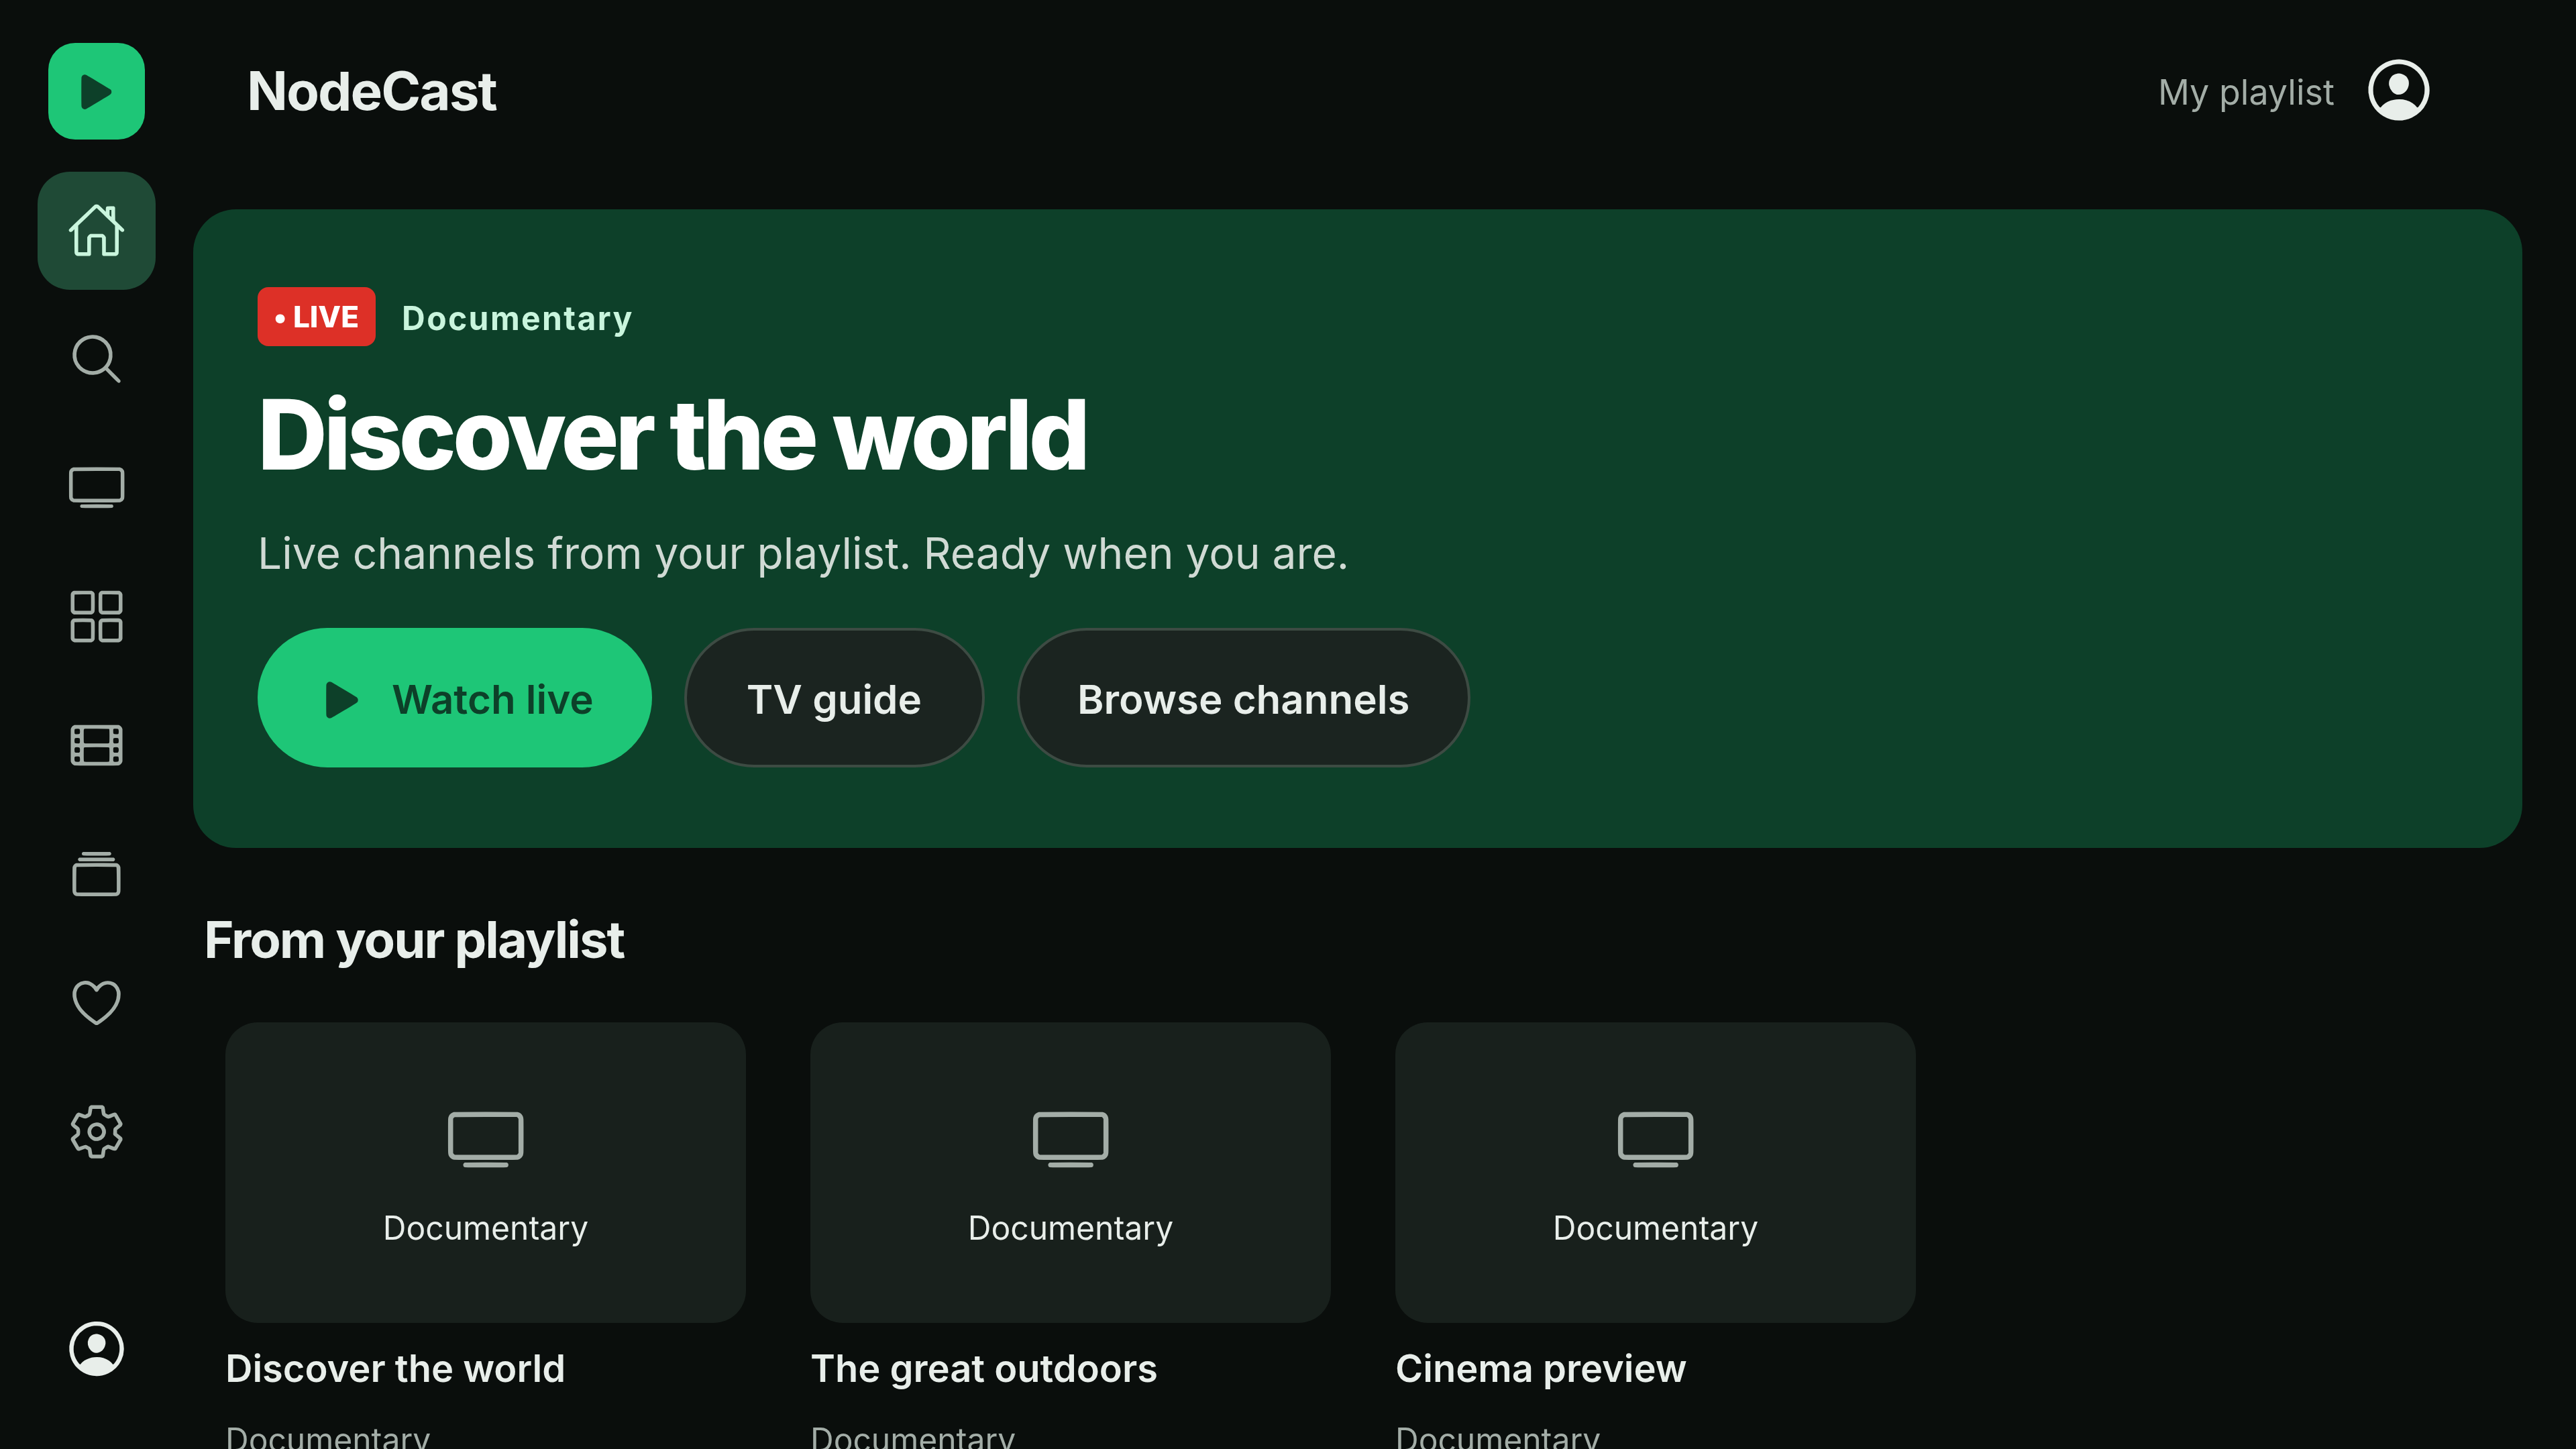 NodeCast
My playlist
• LIVE Documentary
Discover the world
Live channels from your playlist. Ready when you are.
Watch live
TV guide
Browse channels
From your playlist
Documentary
Documentary
Documentary
Discover the world
The great outdoors
Cinema preview
Documentary
Documentary
Documentary